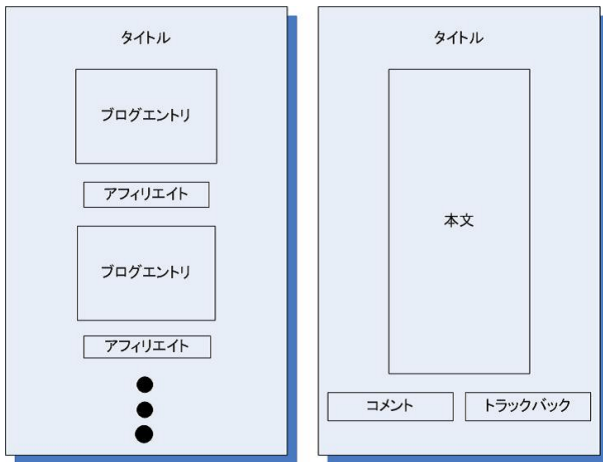 タイトル
ブログエントリ
アフィリエイト
ブログエントリ
アフィリエイト
タイトル
本文
コメント
トラックバック